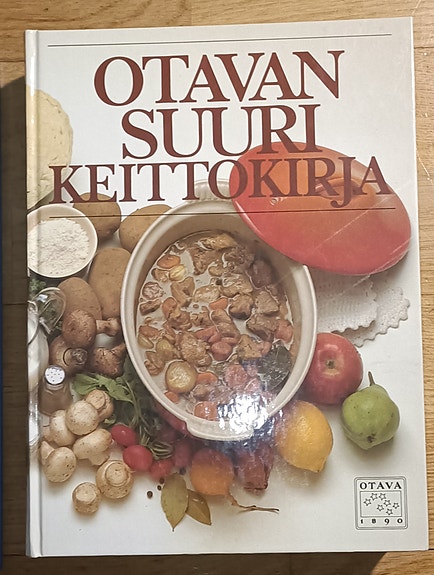 OTAVAN
SUURI
KEITTOKIRJA
OTAVA
1890